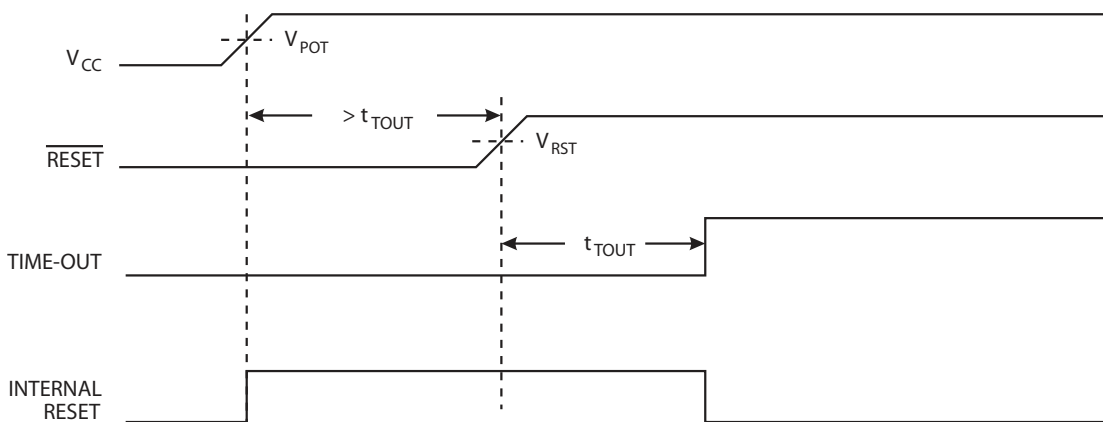 V_CC
V_POT
> t_TOUT
RESET
V_RST
t_TOUT
TIME-OUT
INTERNAL
RESET